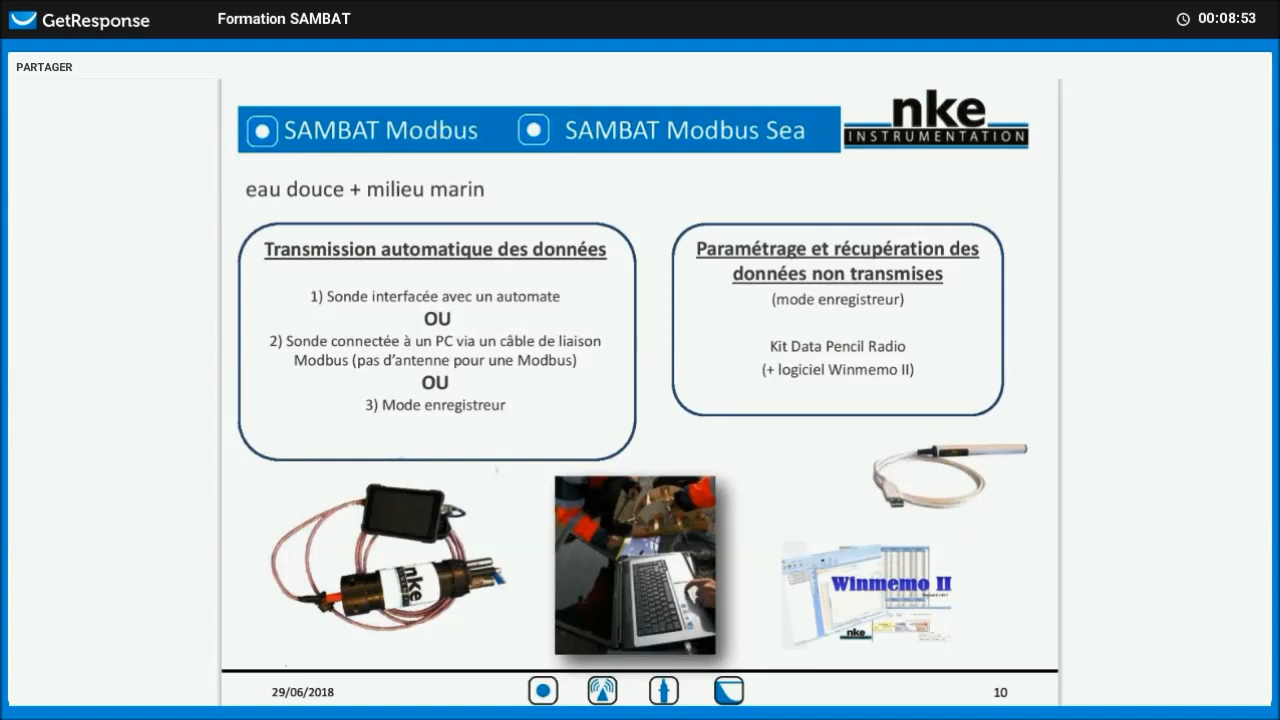 GetResponse
Formation SAMBAT
00:08:53
PARTAGER
SAMBAT Modbus
SAMBAT Modbus Sea
nke
INSTRUMENTATION
eau douce + milieu marin
Transmission automatique des données
1) Sonde interfacée avec un automate
OU
2) Sonde connectée à un PC via un câble de liaison
Modbus (pas d'antenne pour une Modbus)
OU
3) Mode enregistreur
Paramétrage et récupération des
données non transmises
(mode enregistreur)
Kit Data Pencil Radio
(+ logiciel Winmemo II)
nke
Winmemo II
nke
29/06/2018
10